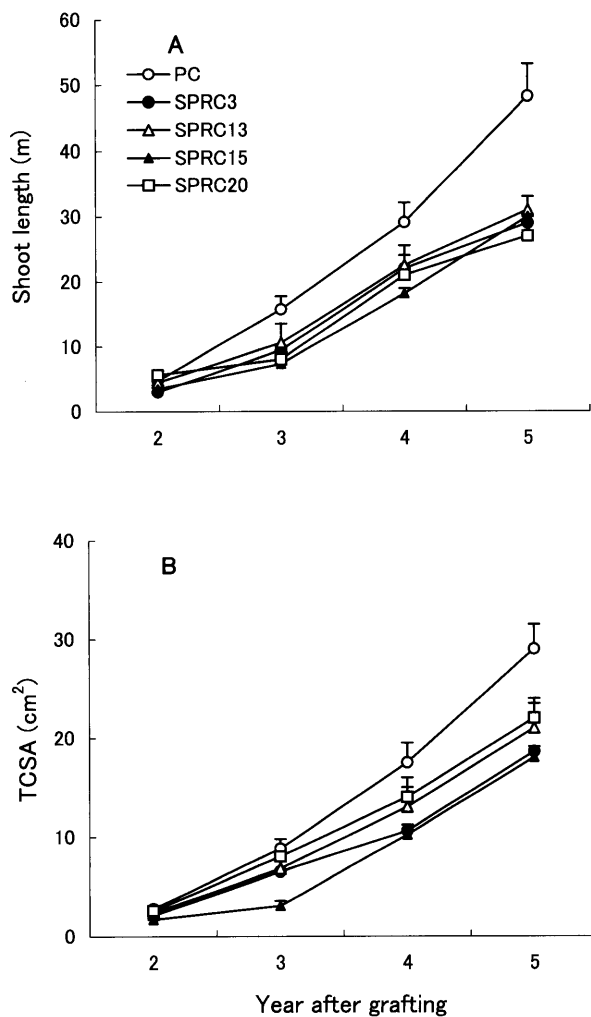 60
50
40
30
20
10
0
Shoot length (m)
A
PC
SPRC3
SPRC13
SPRC15
SPRC20
2 3 4 5
40
30
20
10
0
TCSA (cm²)
B
2 3 4 5
Year after grafting